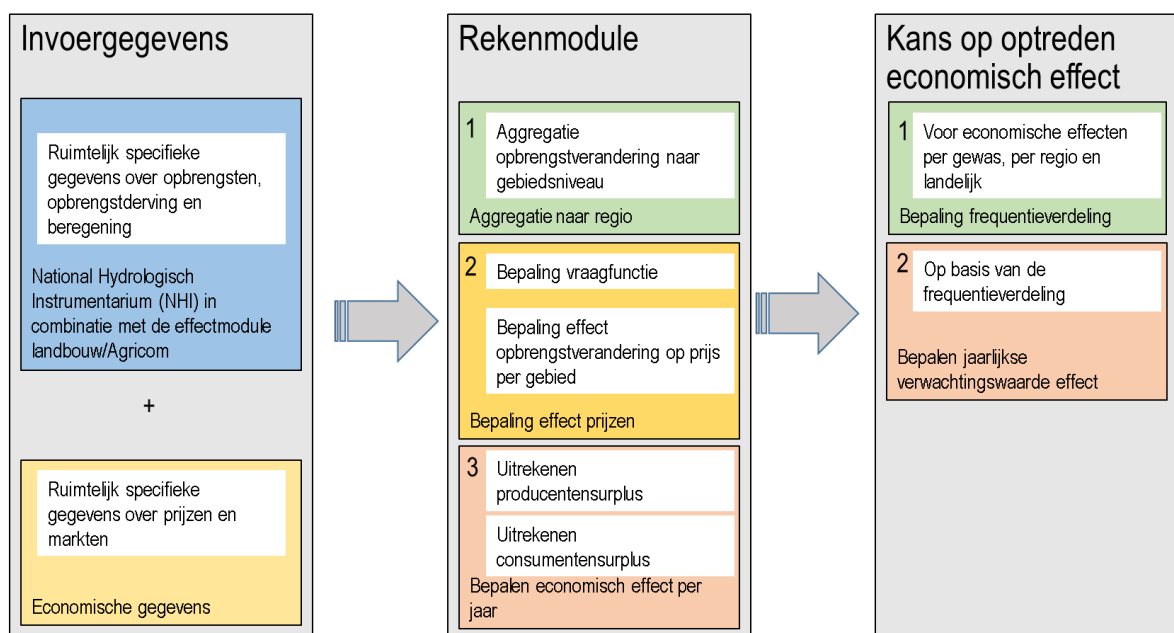 Invoergegevens
Ruimtelijk specifieke
gegevens over opbrengsten,
opbrengstderving en
beregening
National Hydrologisch
Instrumentarium (NHI) in
combinatie met de effectmodule
landbouw/Agricom
+
Ruimtelijk specifieke
gegevens over prijzen en
markten
Economische gegevens
Rekenmodule
1
Aggregatie
opbrengstverandering naar
gebiedsniveau
Aggregatie naar regio
2
Bepaling vraagfunctie
Bepaling effect
opbrengstverandering op prijs
per gebied
Bepaling effect prijzen
3
Uitrekenen
producentensurplus
Uitrekenen
consumentensurplus
Bepalen economisch effect per
jaar
Kans op optreden
economisch effect
1
Voor economische effecten
per gewas, per regio en
landelijk
Bepaling frequentieverdeling
2
Op basis van de
frequentieverdeling
Bepalen jaarlijkse
verwachtingswaarde effect